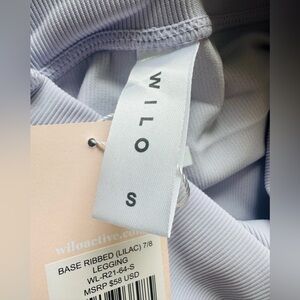 WILO
S
wiloactive.com
BASE RIBBED (LILAC) 7/8
LEGGING
WL-R21-64-S
MSRP $58 USD